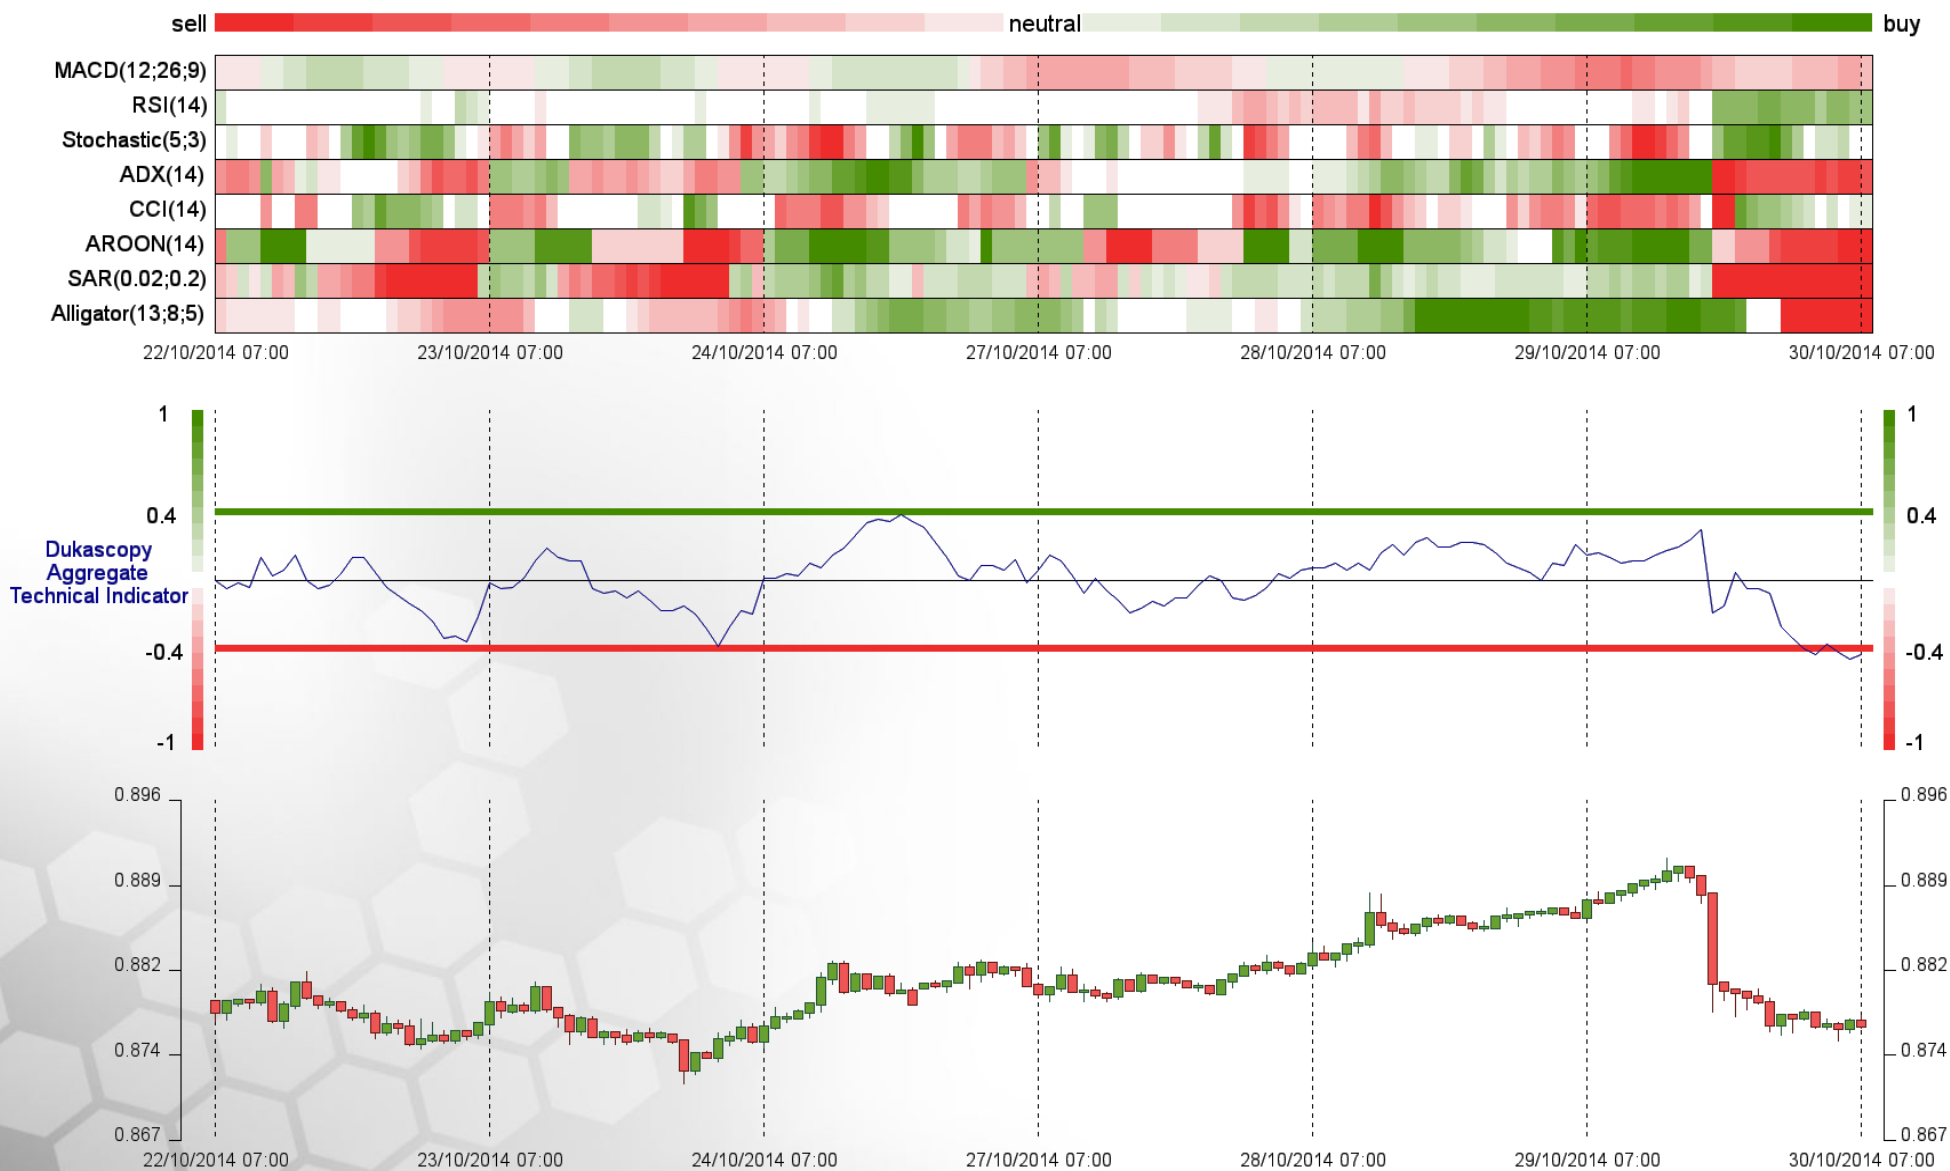 sell neutral buy
MACD(12;26;9)
RSI(14)
Stochastic(5;3)
ADX(14)
CCI(14)
AROON(14)
SAR(0.02;0.2)
Alligator(13;8;5)
22/10/2014 07:00 23/10/2014 07:00 24/10/2014 07:00 27/10/2014 07:00 28/10/2014 07:00 29/10/2014 07:00 30/10/2014 07:00
1 1
0.4 0.4
Dukascopy
Aggregate
Technical Indicator
-0.4 -0.4
-1 -1
0.896 0.896
0.889 0.889
0.882 0.882
0.874 0.874
0.867 0.867
22/10/2014 07:00 23/10/2014 07:00 24/10/2014 07:00 27/10/2014 07:00 28/10/2014 07:00 29/10/2014 07:00 30/10/2014 07:00